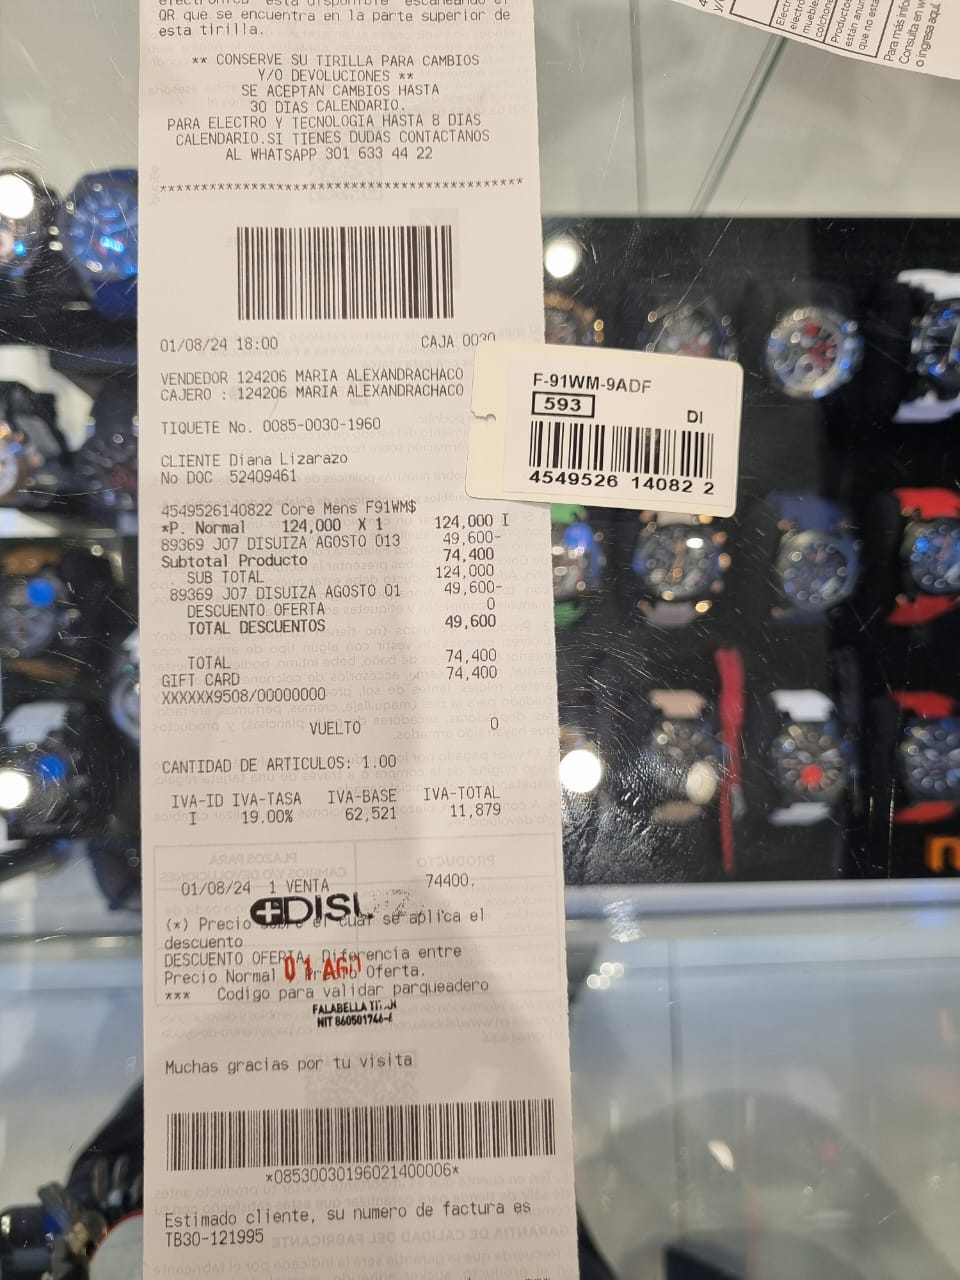 QR que se encuentra en la parte superior de
esta tirilla.
** CONSERVE SU TIRILLA PARA CAMBIOS
Y/O DEVOLUCIONES **
SE ACEPTAN CAMBIOS HASTA
30 DIAS CALENDARIO.
PARA ELECTRO Y TECNOLOGIA HASTA 8 DIAS
CALENDARIO.SI TIENES DUDAS CONTACTANOS
AL WHATSAPP 301 633 44 22
********************************************
01/08/24 18:00 CAJA 0030
VENDEDOR 124206 MARIA ALEXANDRACHACO
CAJERO : 124206 MARIA ALEXANDRACHACO
TIQUETE No. 0085-0030-1960
CLIENTE Diana Lizarazo
No DOC 52409461
4549526140822 Core Mens F91WM$
*P. Normal 124,000 X 1 124,000 I
89369 J07 DISUIZA AGOSTO 013 49,600-
Subtotal Producto 74,400
SUB TOTAL 124,000
89369 J07 DISUIZA AGOSTO 01 49,600-
DESCUENTO OFERTA 0
TOTAL DESCUENTOS 49,600
TOTAL 74,400
GIFT CARD 74,400
XXXXXX9508/00000000
VUELTO 0
CANTIDAD DE ARTICULOS: 1.00
IVA-ID IVA-TASA IVA-BASE IVA-TOTAL
I 19.00% 62,521 11,879
01/08/24 1 VENTA 74400.
(*) Precio el cual se aplica el
descuento
DESCUENTO OFERTA, Diferencia entre
Precio Normal Oferta.
*** Codigo para validar parqueadero
DISU
01 AGO
FALABELLA
NIT 860501746-
Muchas gracias por tu visita
*08530030196021400006*
Estimado cliente, su numero de factura es
TB30-121995
F-91WM-9ADF
593
DI
4549526 14082 2
Para más
Consulta en
o ingresa aquí.